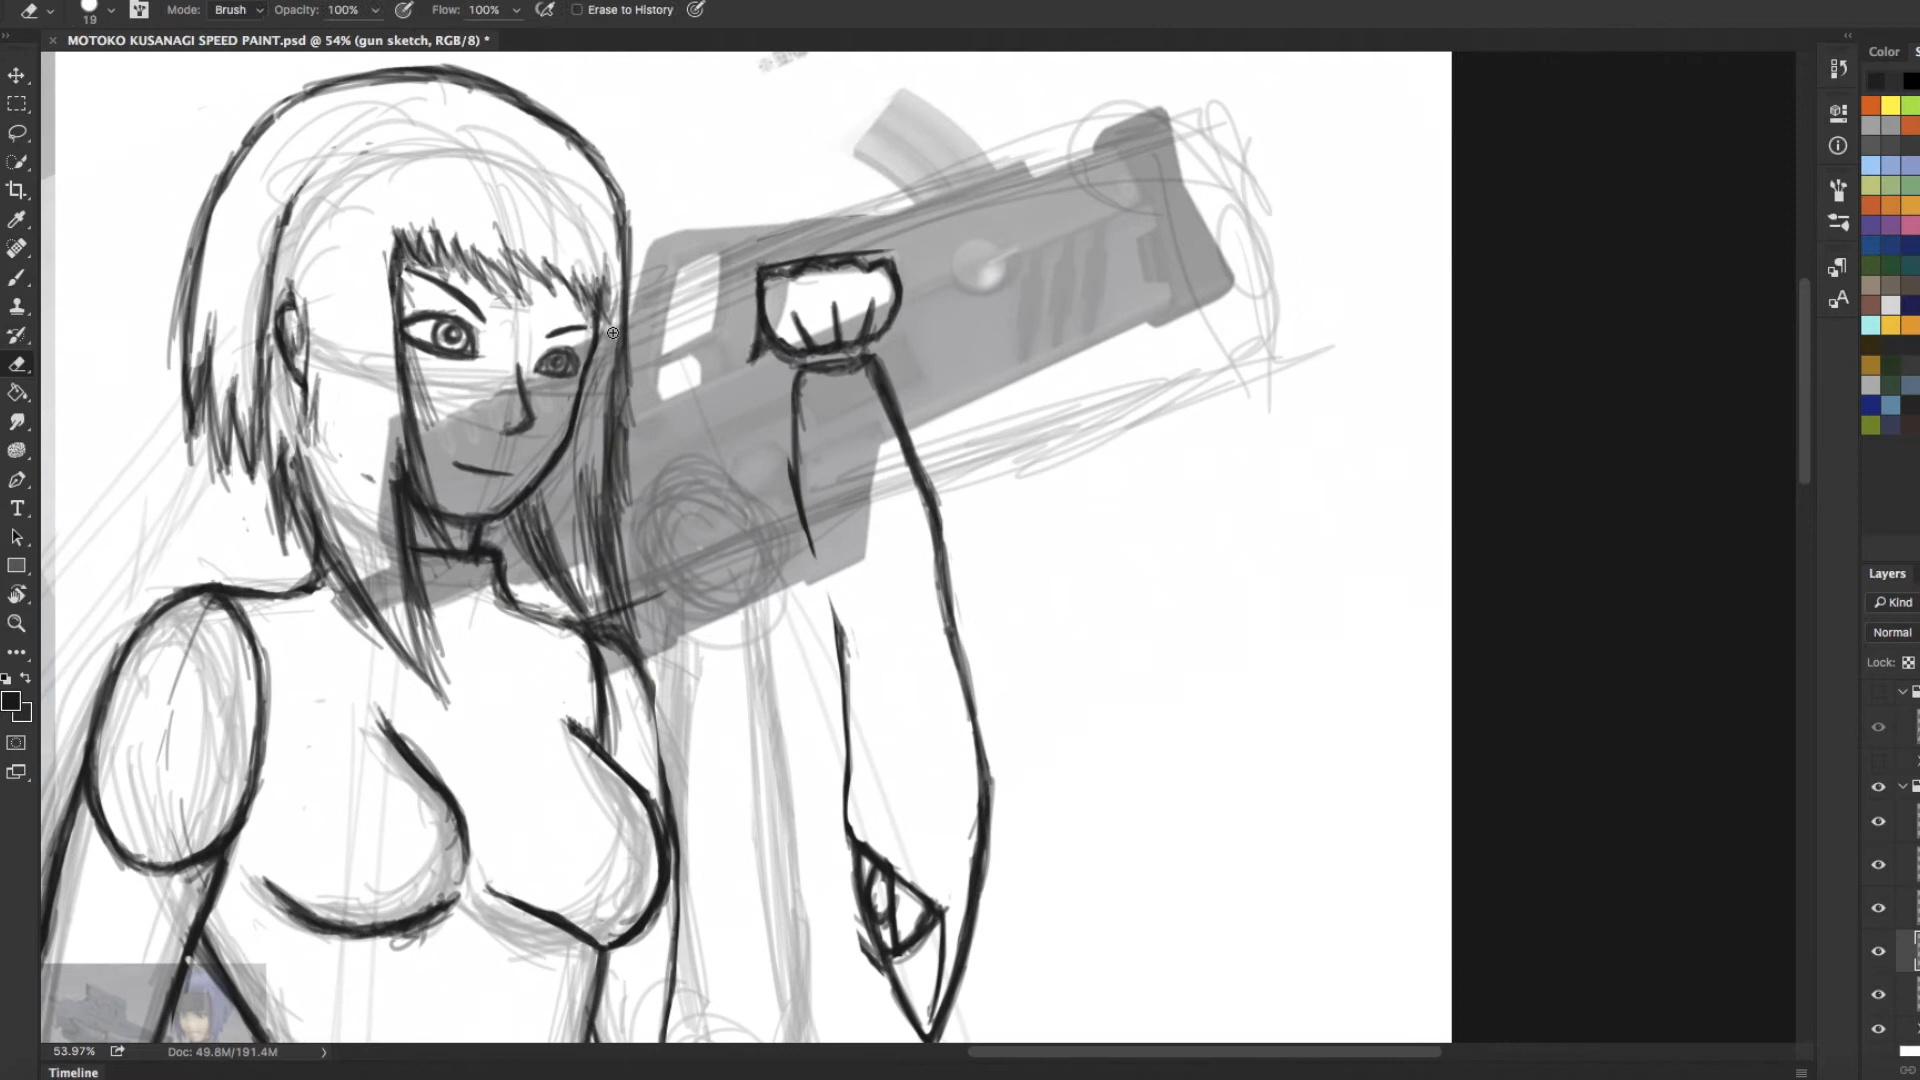 19 Mode: Brush Opacity: 100% Flow: 100% Erase to History
MOTOKO KUSANAGI SPEED PAINT.psd @ 54% (gun sketch, RGB/8) *
Color
Layers
Kind
Normal
Lock:
53.97% Doc: 49.8M/191.4M
Timeline